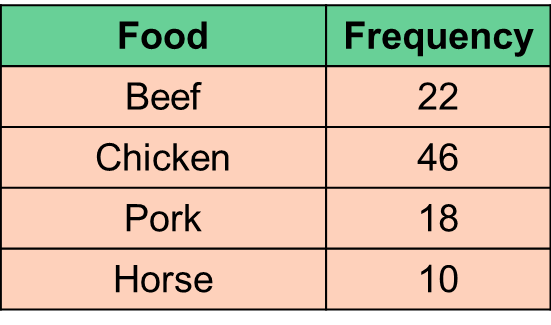 Food Frequency
Beef 22
Chicken 46
Pork 18
Horse 10